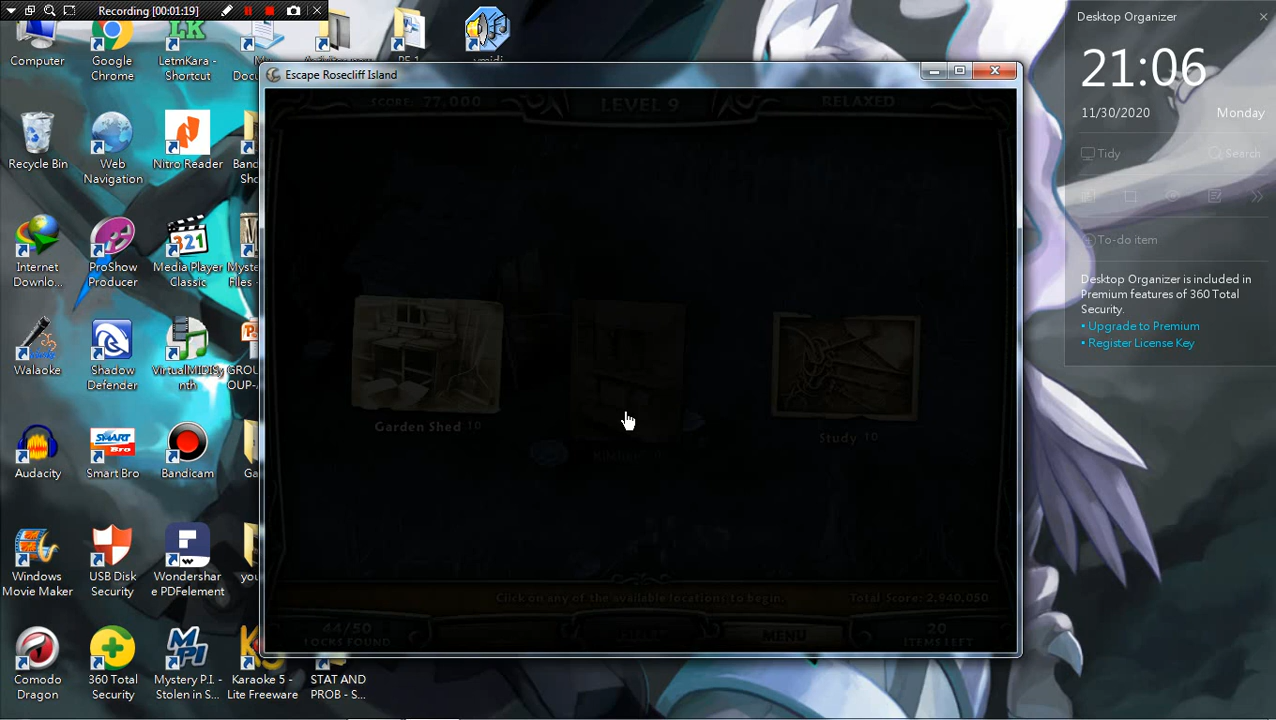 Recording [00:01:19]
Computer
Google
Chrome
LetmKara -
Shortcut
Recycle Bin
Web
Navigation
Nitro Reader
Internet
Downlo...
ProShow
Producer
Media Player
Classic
Walaoke
Shadow
Defender
VirtualMIDISy
nth
Audacity
Smart Bro
Bandicam
Windows
Movie Maker
USB Disk
Security
Wondersha
re PDFelement
Comodo
Dragon
360 Total
Security
Mystery P.I. -
Stolen in S...
Karaoke 5 -
Lite Freeware
STAT AND
PROB - S...
Escape Rosecliff Island
SCORE: 77,000
LEVEL 9
RELAXED
Garden Shed 10
Study 10
Click on any of the available locations to begin.
Total Score: 2,940,050
44/50
LOCKS FOUND
MENU
20
ITEMS LEFT
Desktop Organizer
21:06
11/30/2020
Monday
Tidy
Search
To-do item
Desktop Organizer is included in
Premium features of 360 Total
Security.
• Upgrade to Premium
• Register License Key